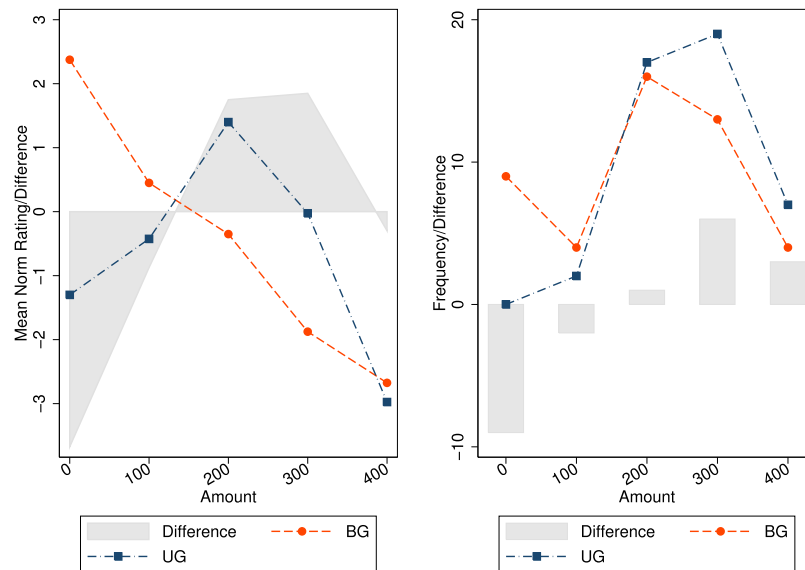 Mean Norm Rating/Difference
3
2
1
0
−1
−2
−3
0
100
200
300
400
Amount
Difference
BG
UG
Frequency/Difference
20
10
0
−10
0
100
200
300
400
Amount
Difference
BG
UG